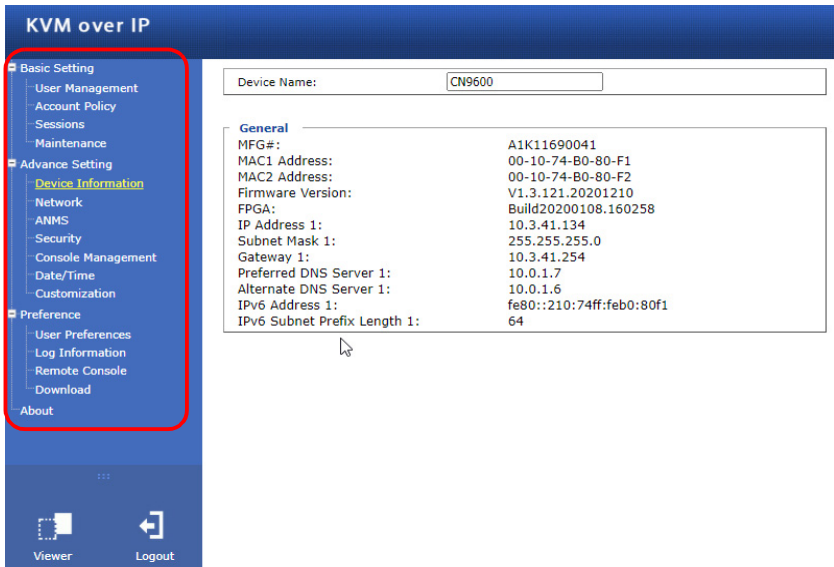 KVM over IP
Basic Setting
User Management
Account Policy
Sessions
Maintenance
Advance Setting
Device Information
Network
ANMS
Security
Console Management
Date/Time
Customization
Preference
User Preferences
Log Information
Remote Console
Download
About
Viewer Logout
Device Name: CN9600
General
MFG#: A1K11690041
MAC1 Address: 00-10-74-B0-80-F1
MAC2 Address: 00-10-74-B0-80-F2
Firmware Version: V1.3.121.20201210
FPGA: Build20200108.160258
IP Address 1: 10.3.41.134
Subnet Mask 1: 255.255.255.0
Gateway 1: 10.3.41.254
Preferred DNS Server 1: 10.0.1.7
Alternate DNS Server 1: 10.0.1.6
IPv6 Address 1: fe80::210:74ff:feb0:80f1
IPv6 Subnet Prefix Length 1: 64